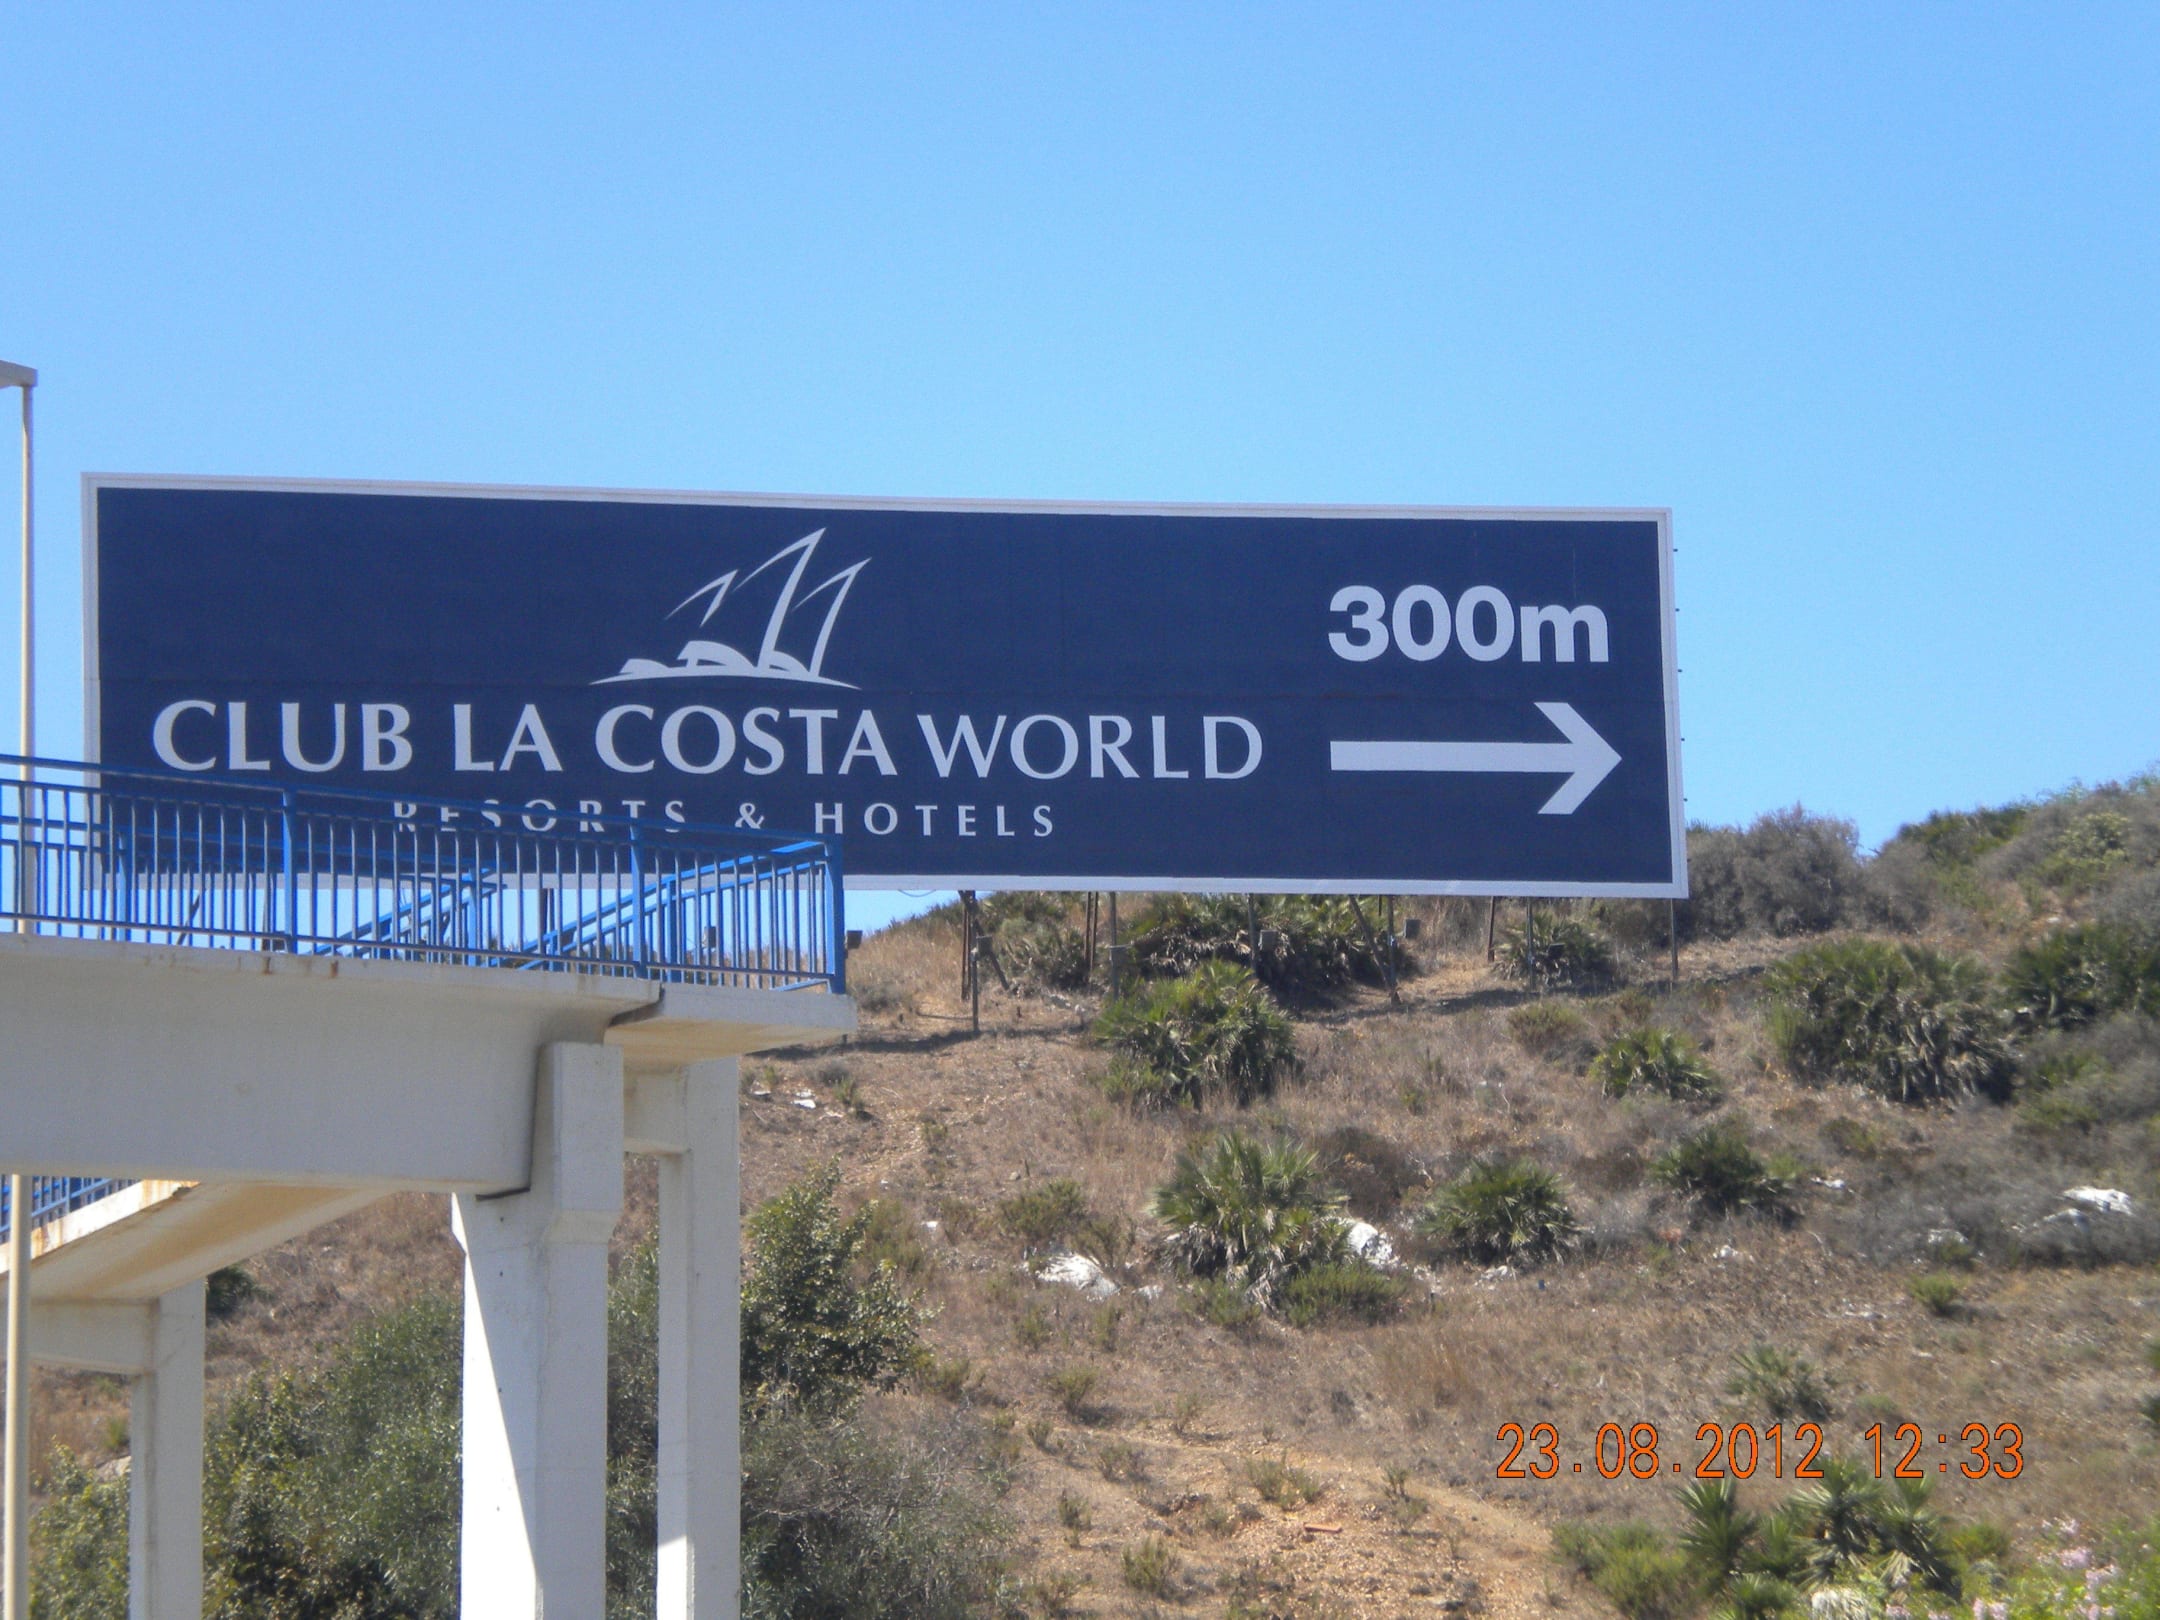 300m
CLUB LA COSTA WORLD
RESORTS & HOTELS
23.08.2012 12:33